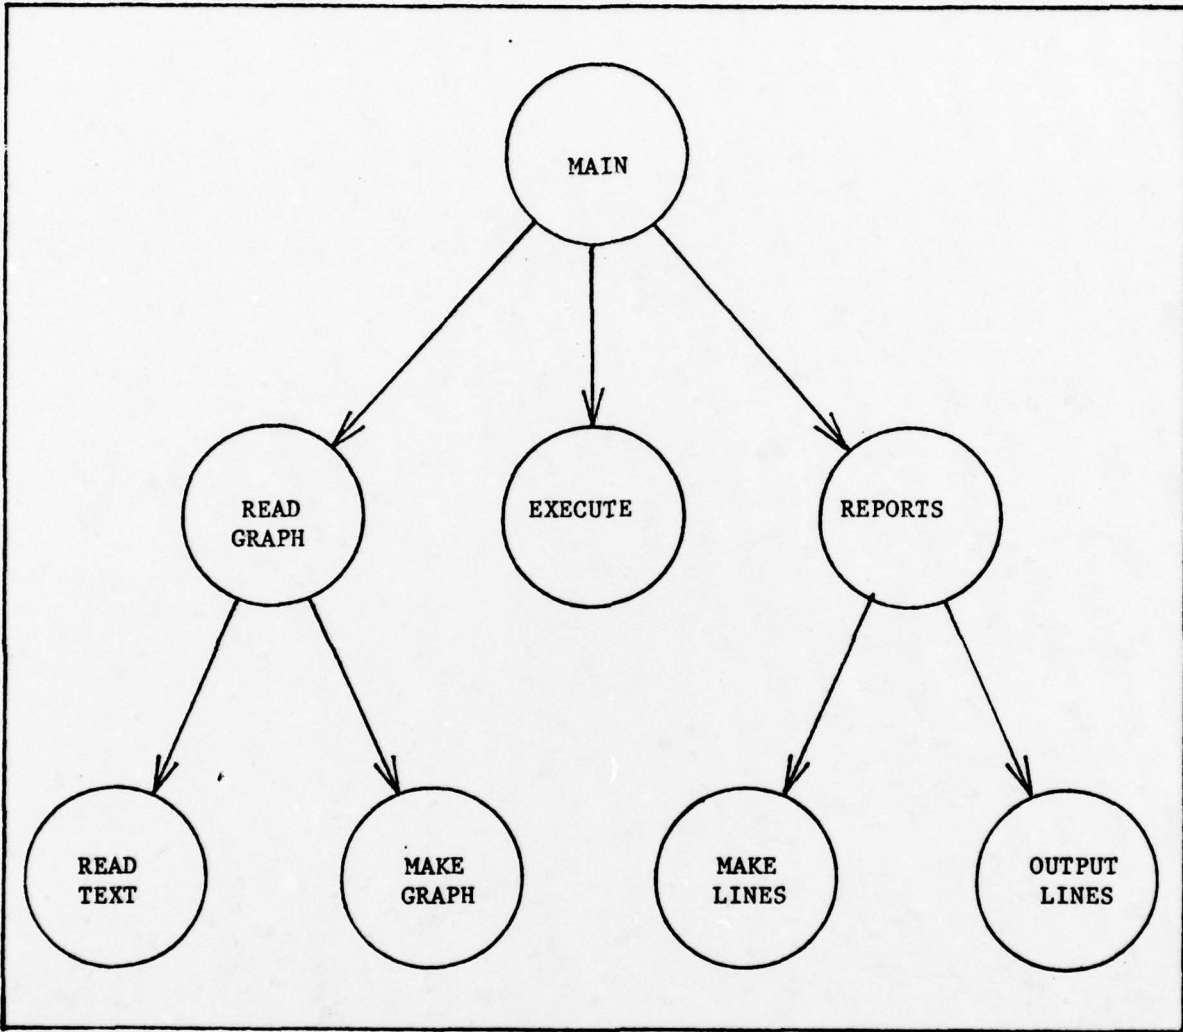 MAIN
READ
GRAPH
EXECUTE
REPORTS
READ
TEXT
MAKE
GRAPH
MAKE
LINES
OUTPUT
LINES